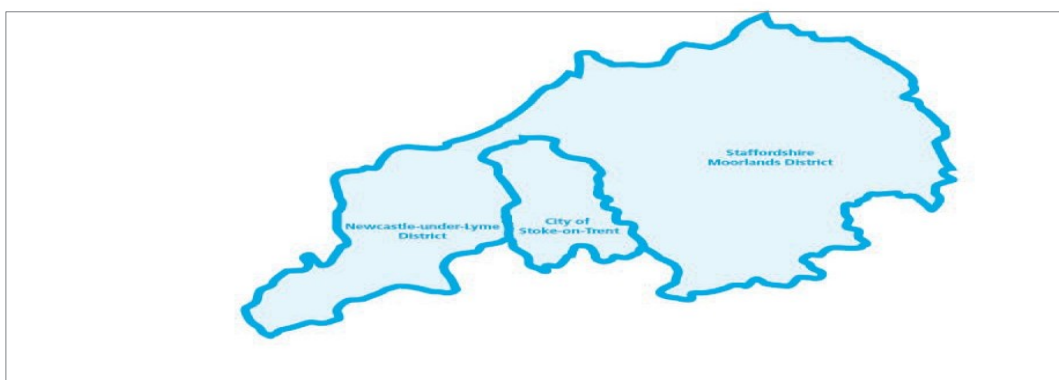 Staffordshire
Moorlands District
City of
Stoke-on-Trent
Newcastle-under-Lyme
District